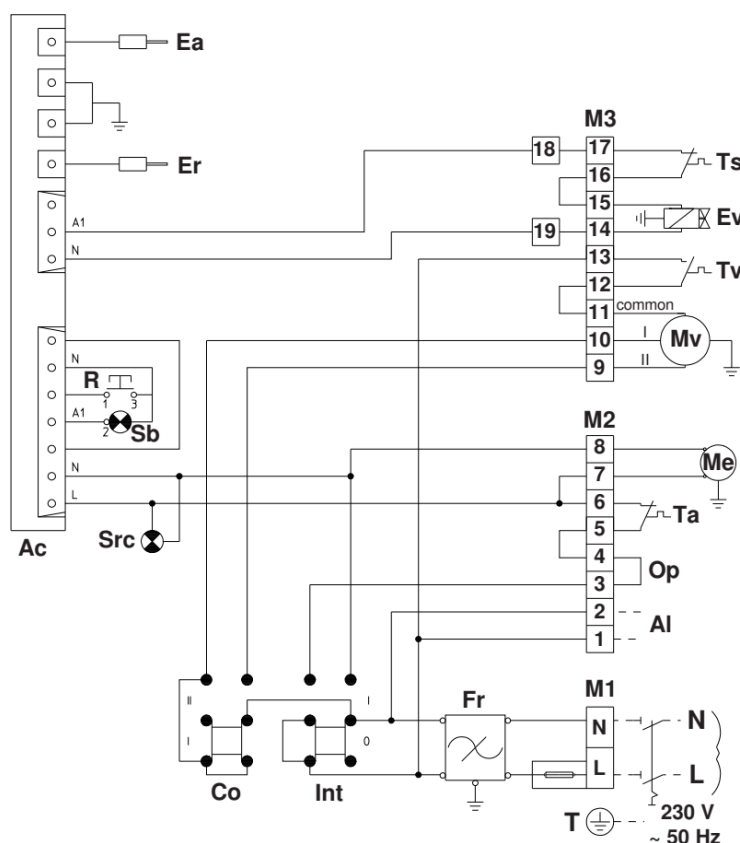 Ea
Er
M3
18
17
Ts
16
15
Ev
A1
19
14
N
13
Tv
12
11
common
10
I
Mv
9
II
N
R
1
3
A1
2
Sb
M2
8
N
7
Me
L
6
Ta
5
Src
4
Ac
3
Op
2
Al
1
II
I
I
0
Fr
M1
N
N
L
L
Co
Int
T
230 V
~ 50 Hz